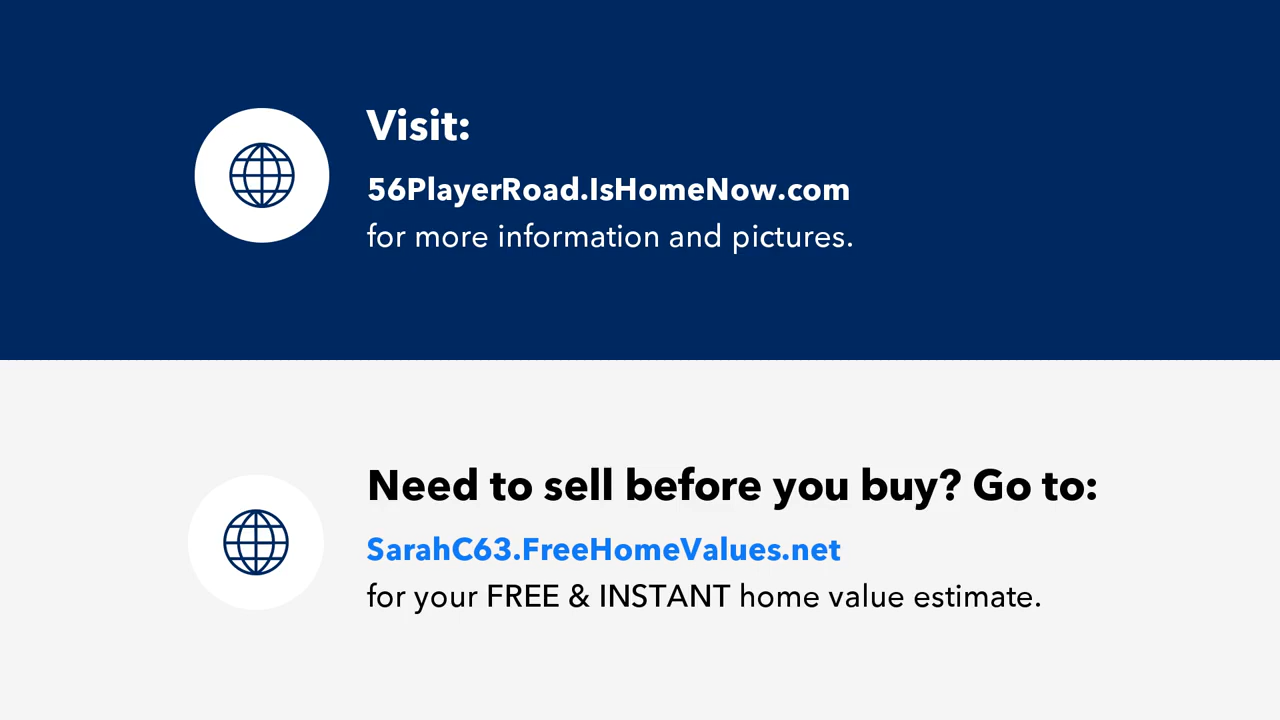 Visit:
56PlayerRoad.IsHomeNow.com
for more information and pictures.
Need to sell before you buy? Go to:
SarahC63.FreeHomeValues.net
for your FREE & INSTANT home value estimate.